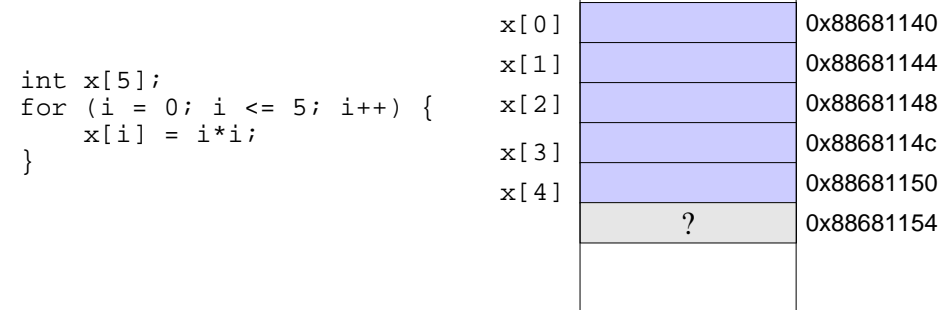 int x[5];
for (i = 0; i <= 5; i++) {
    x[i] = i*i;
}
x[0] 0x88681140
x[1] 0x88681144
x[2] 0x88681148
x[3] 0x8868114c
x[4] 0x88681150
? 0x88681154